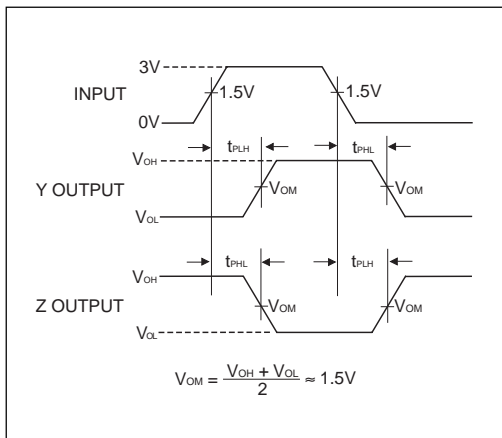 3V
INPUT
1.5V
1.5V
0V
tPLH
tPHL
VOH
Y OUTPUT
VOM
VOM
VOL
tPHL
tPLH
VOH
Z OUTPUT
VOM
VOM
VOL
VOM = VOH + VOL / 2 ≈ 1.5V